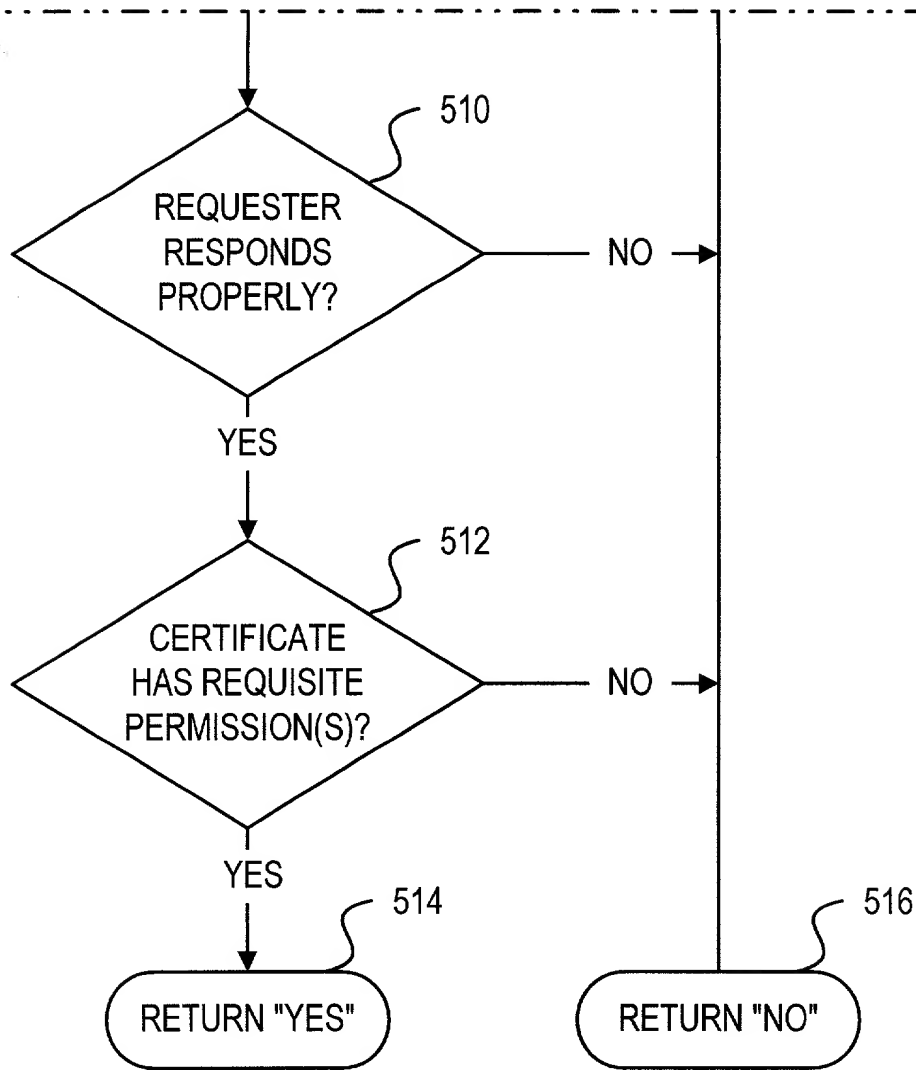 510
REQUESTER
RESPONDS
PROPERLY?
NO
YES
512
CERTIFICATE
HAS REQUISITE
PERMISSION(S)?
NO
YES
514
516
RETURN "YES"
RETURN "NO"